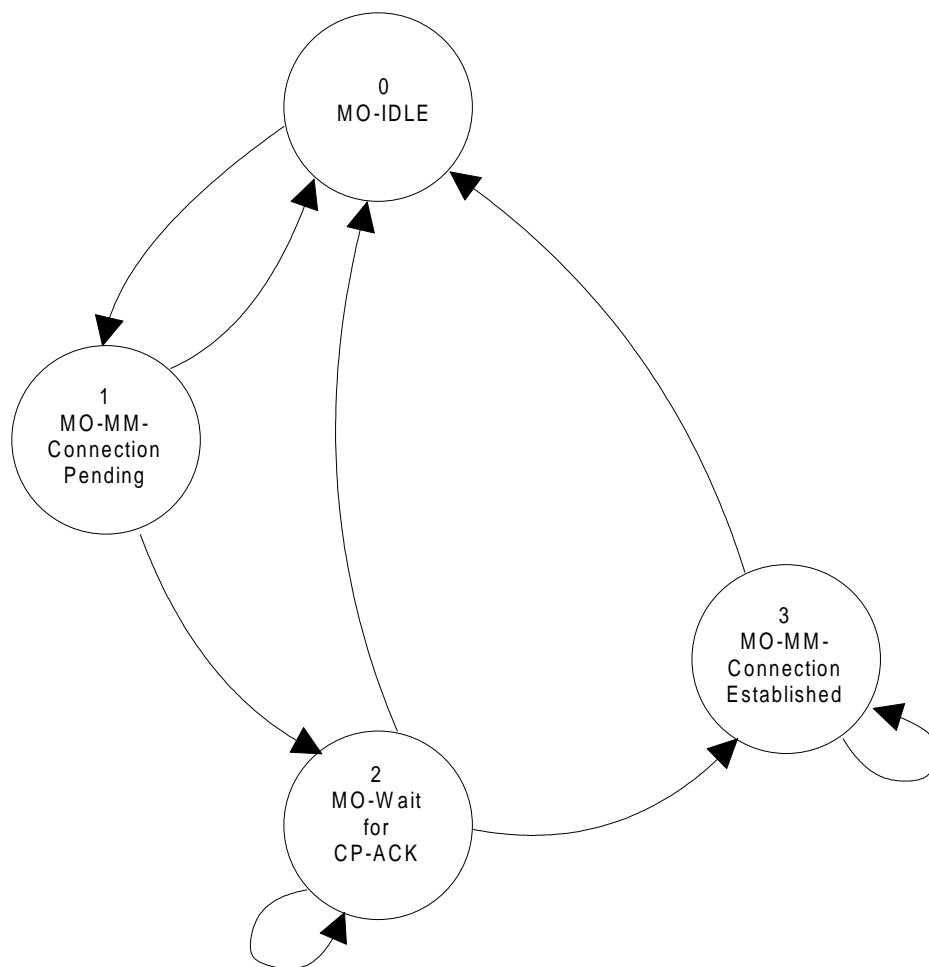 0
MO-IDLE
1
MO-MM-
Connection
Pending
3
MO-MM-
Connection
Established
2
MO-Wait
for
CP-ACK